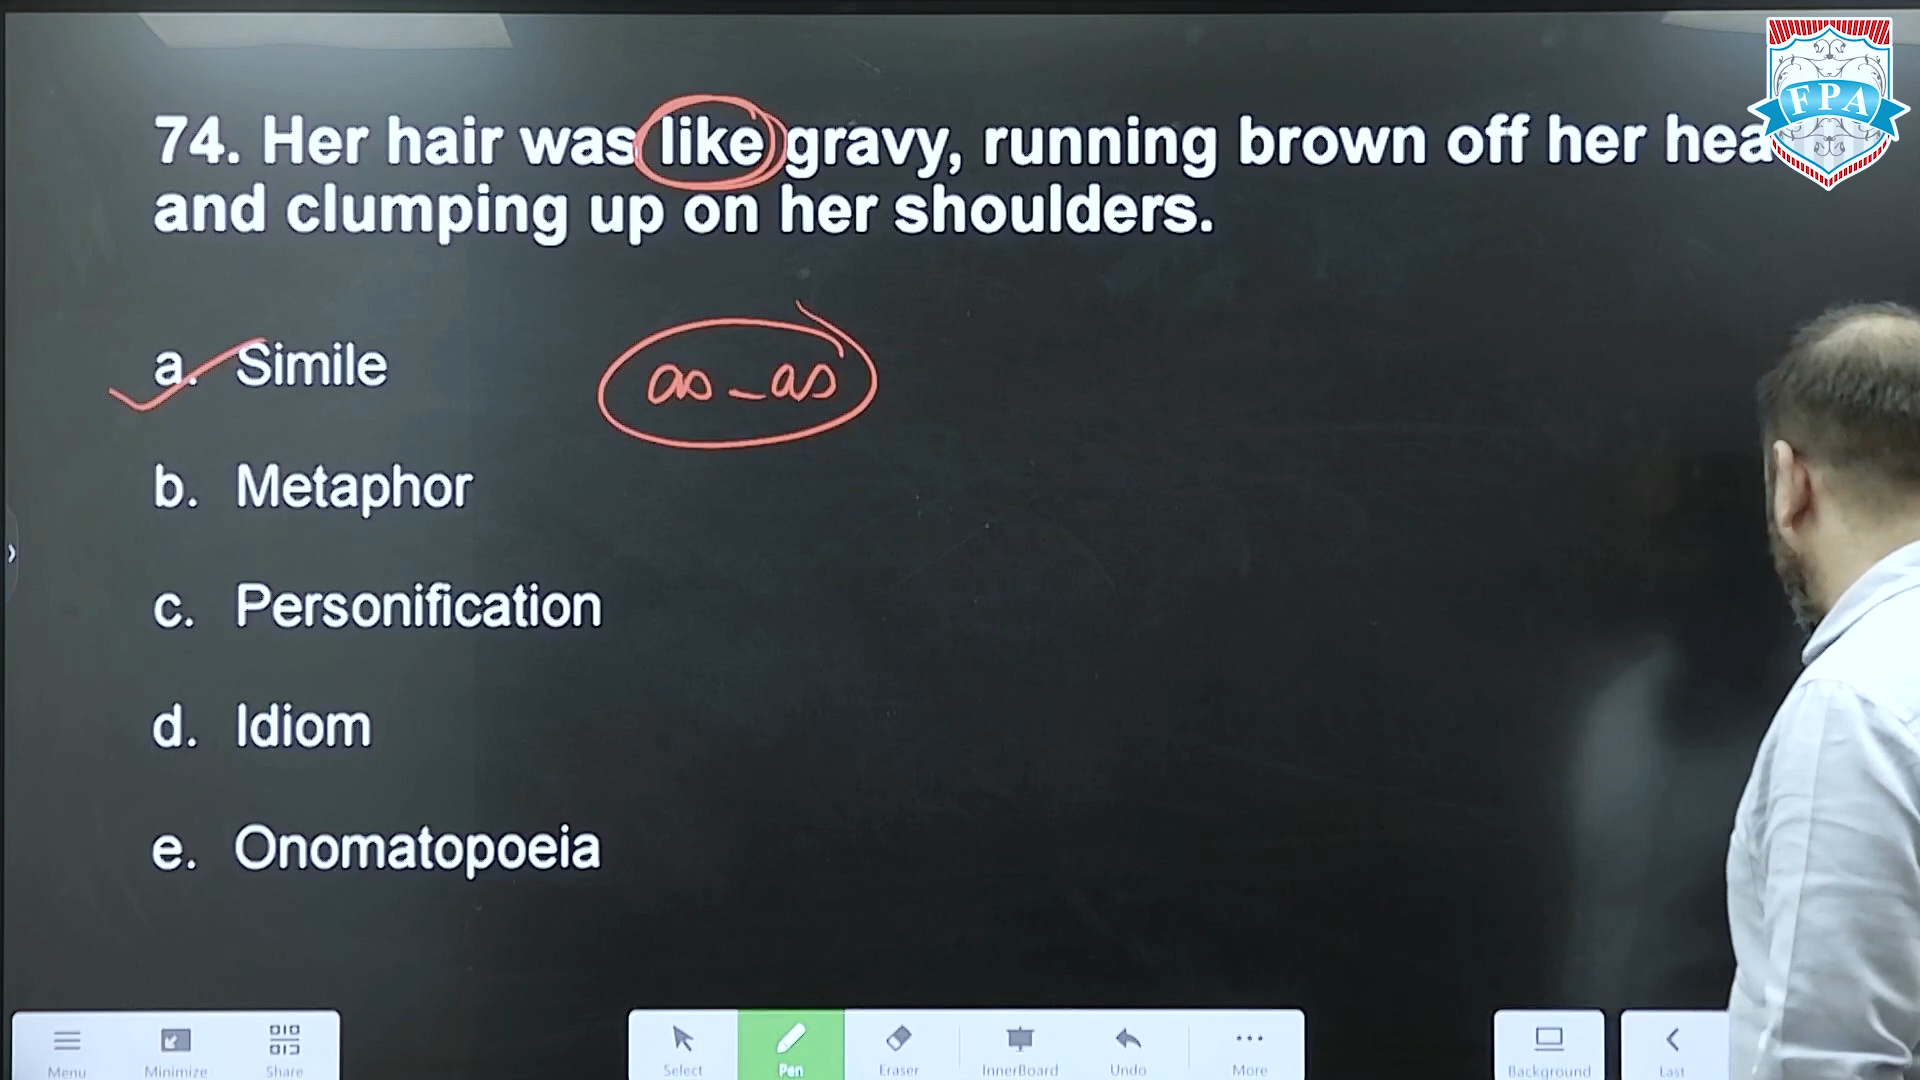 FPA
74. Her hair was like gravy, running brown off her hea
and clumping up on her shoulders.
a. Simile
as - as
b. Metaphor
c. Personification
d. Idiom
e. Onomatopoeia
Menu Minimize Share Select Pen Eraser InnerBoard Undo More Background Last